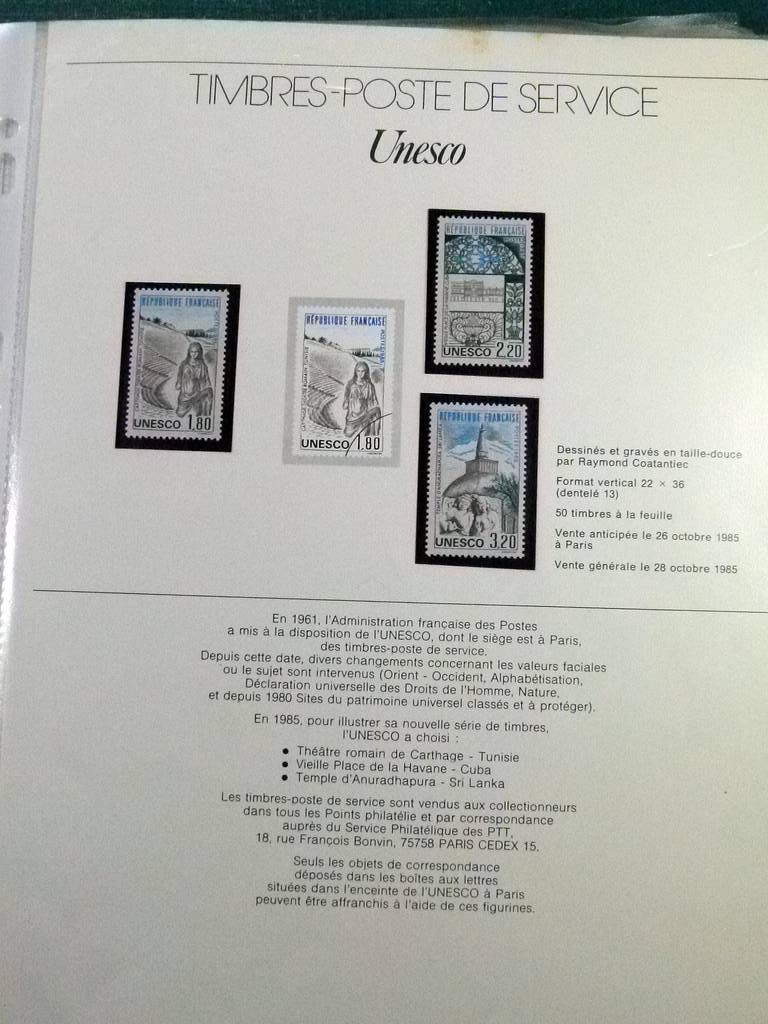 TIMBRES-POSTE DE SERVICE
Unesco
RÉPUBLIQUE FRANÇAISE
UNESCO 1,80
RÉPUBLIQUE FRANÇAISE
UNESCO 1,80
RÉPUBLIQUE FRANÇAISE
UNESCO 2,20
RÉPUBLIQUE FRANÇAISE
UNESCO 3,20
Dessinés et gravés en taille-douce
par Raymond Coatantiec
Format vertical 22 × 36
(dentelé 13)
50 timbres à la feuille
Vente anticipée le 26 octobre 1985
à Paris
Vente générale le 28 octobre 1985
En 1961, l'Administration française des Postes
a mis à la disposition de l'UNESCO, dont le siège est à Paris,
des timbres-poste de service.
Depuis cette date, divers changements concernant les valeurs faciales
ou le sujet sont intervenus (Orient - Occident, Alphabétisation,
Déclaration universelle des Droits de l'Homme, Nature,
et depuis 1980 Sites du patrimoine universel classés et à protéger).
En 1985, pour illustrer sa nouvelle série de timbres,
l'UNESCO a choisi :
● Théâtre romain de Carthage - Tunisie
● Vieille Place de la Havane - Cuba
● Temple d'Anuradhapura - Sri Lanka
Les timbres-poste de service sont vendus aux collectionneurs
dans tous les Points philatélie et par correspondance
auprès du Service Philatélique des PTT,
18, rue François Bonvin, 75758 PARIS CEDEX 15.
Seuls les objets de correspondance
déposés dans les boîtes aux lettres
situées dans l'enceinte de l'UNESCO à Paris
peuvent être affranchis à l'aide de ces figurines.